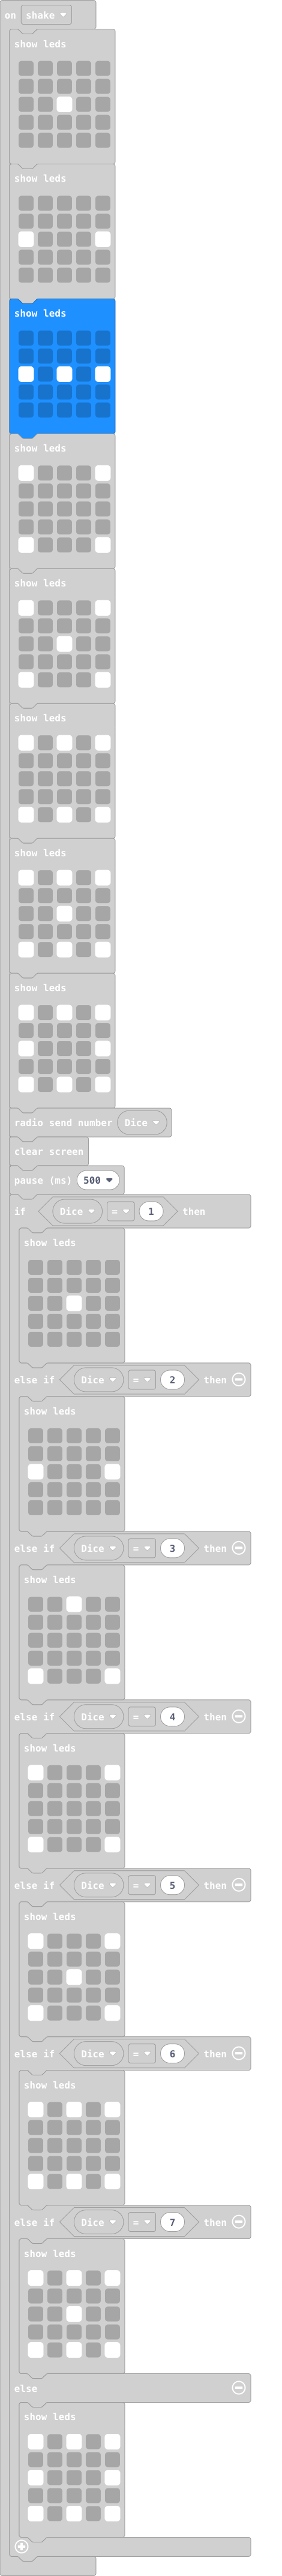 on shake
show leds
show leds
show leds
show leds
show leds
show leds
show leds
show leds
radio send number Dice
clear screen
pause (ms) 500
if Dice = 1 then
show leds
else if Dice = 2 then
show leds
else if Dice = 3 then
show leds
else if Dice = 4 then
show leds
else if Dice = 5 then
show leds
else if Dice = 6 then
show leds
else if Dice = 7 then
show leds
else
show leds